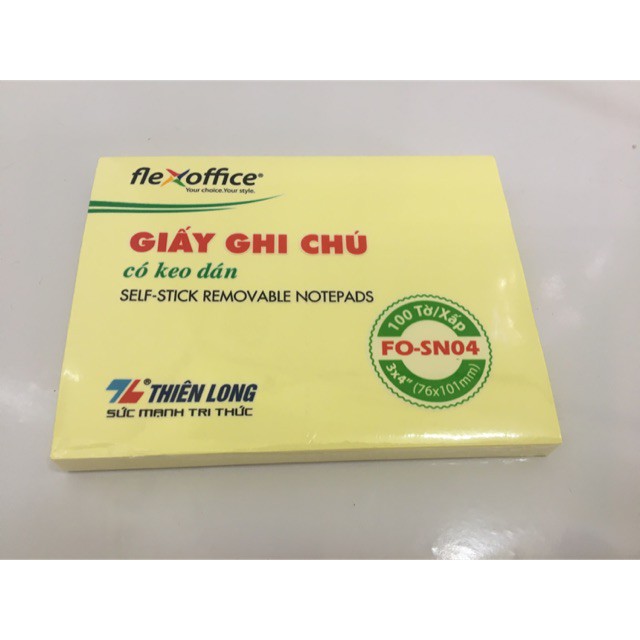 flexoffice®
Your choice.Your style.
GIẤY GHI CHÚ
có keo dán
SELF-STICK REMOVABLE NOTEPADS
100 Tờ/Xấp
FO-SN04
3x4" (76x101mm)
TL® THIÊN LONG
SỨC MẠNH TRI THỨC